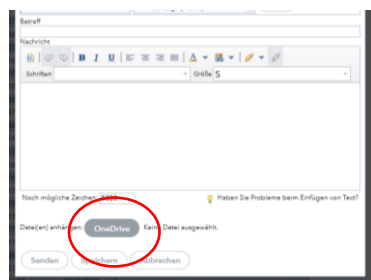 Betreff
Nachricht
B I U
Schriften Größe S
Noch mögliche Zeichen: Haben Sie Probleme beim Einfügen von Text?
Datei(en) anhängen: OneDrive Keine Datei ausgewählt.
Senden Speichern Abbrechen